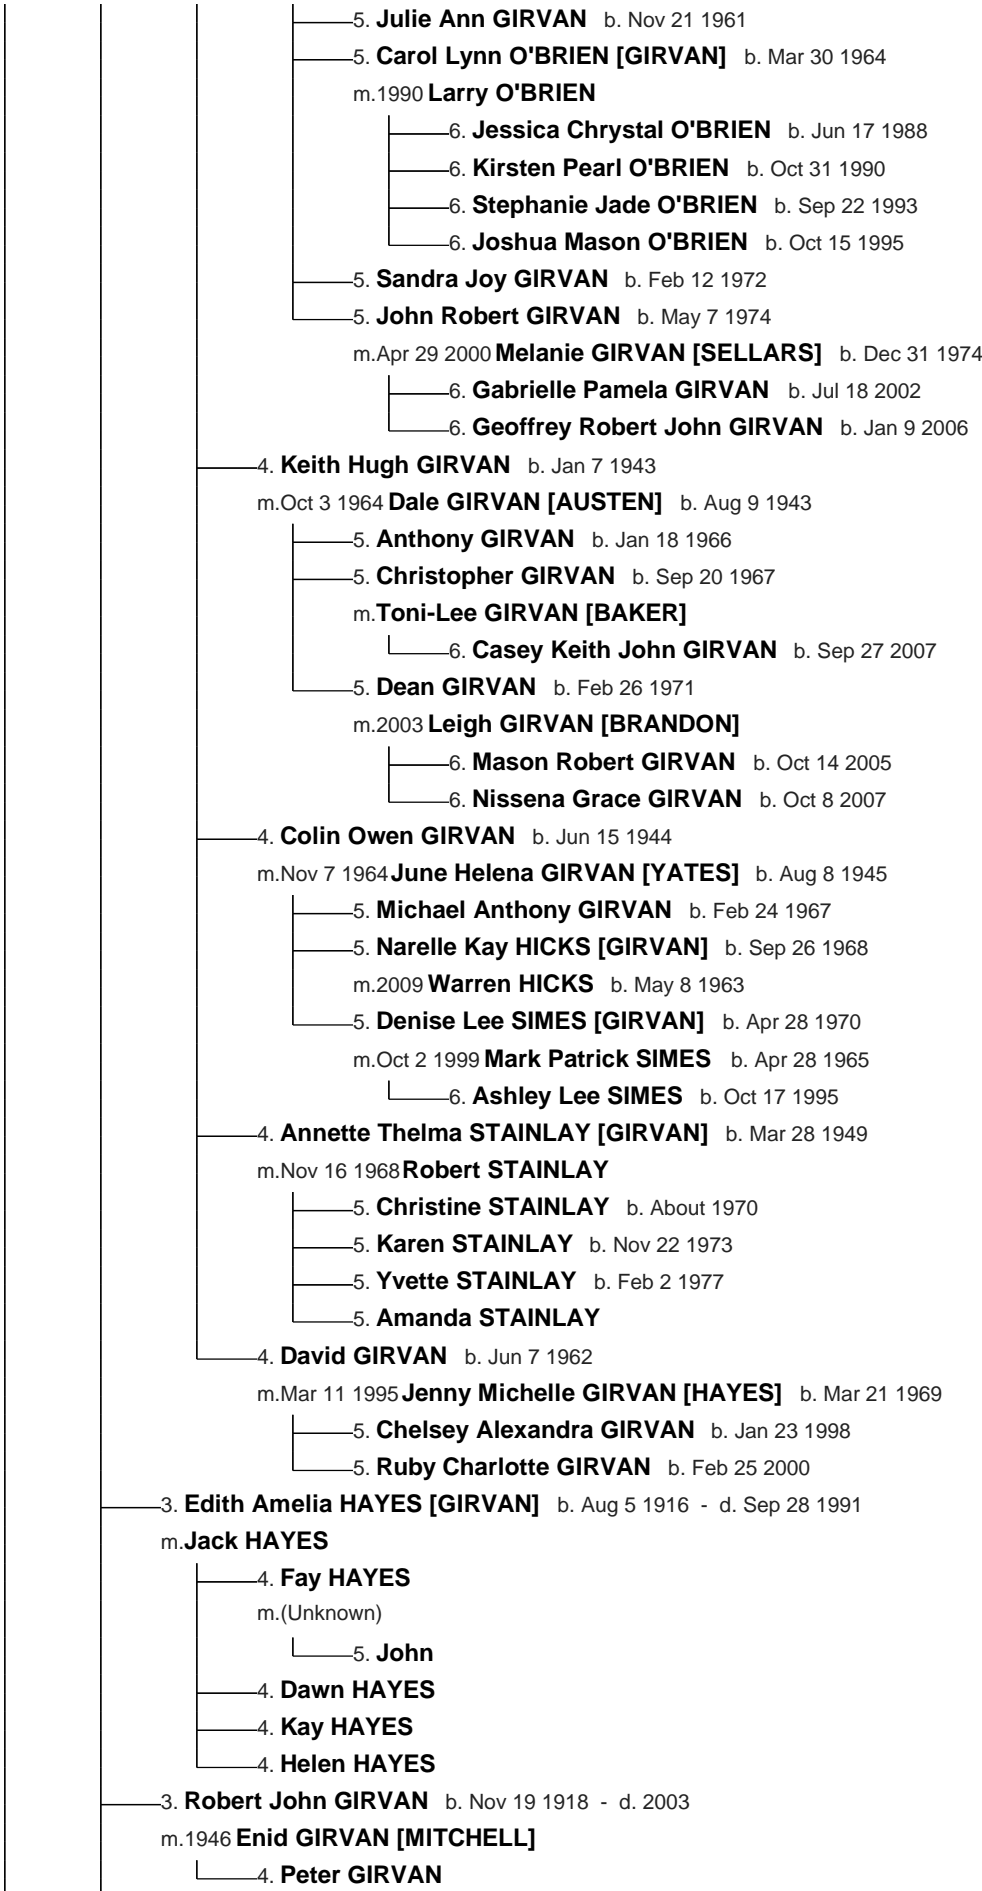 5. Julie Ann GIRVAN b. Nov 21 1961
5. Carol Lynn O'BRIEN [GIRVAN] b. Mar 30 1964
m.1990 Larry O'BRIEN
6. Jessica Chrystal O'BRIEN b. Jun 17 1988
6. Kirsten Pearl O'BRIEN b. Oct 31 1990
6. Stephanie Jade O'BRIEN b. Sep 22 1993
6. Joshua Mason O'BRIEN b. Oct 15 1995
5. Sandra Joy GIRVAN b. Feb 12 1972
5. John Robert GIRVAN b. May 7 1974
m.Apr 29 2000 Melanie GIRVAN [SELLARS] b. Dec 31 1974
6. Gabrielle Pamela GIRVAN b. Jul 18 2002
6. Geoffrey Robert John GIRVAN b. Jan 9 2006
4. Keith Hugh GIRVAN b. Jan 7 1943
m.Oct 3 1964 Dale GIRVAN [AUSTEN] b. Aug 9 1943
5. Anthony GIRVAN b. Jan 18 1966
5. Christopher GIRVAN b. Sep 20 1967
m.Toni-Lee GIRVAN [BAKER]
6. Casey Keith John GIRVAN b. Sep 27 2007
5. Dean GIRVAN b. Feb 26 1971
m.2003 Leigh GIRVAN [BRANDON]
6. Mason Robert GIRVAN b. Oct 14 2005
6. Nissena Grace GIRVAN b. Oct 8 2007
4. Colin Owen GIRVAN b. Jun 15 1944
m.Nov 7 1964 June Helena GIRVAN [YATES] b. Aug 8 1945
5. Michael Anthony GIRVAN b. Feb 24 1967
5. Narelle Kay HICKS [GIRVAN] b. Sep 26 1968
m.2009 Warren HICKS b. May 8 1963
5. Denise Lee SIMES [GIRVAN] b. Apr 28 1970
m.Oct 2 1999 Mark Patrick SIMES b. Apr 28 1965
6. Ashley Lee SIMES b. Oct 17 1995
4. Annette Thelma STAINLAY [GIRVAN] b. Mar 28 1949
m.Nov 16 1968 Robert STAINLAY
5. Christine STAINLAY b. About 1970
5. Karen STAINLAY b. Nov 22 1973
5. Yvette STAINLAY b. Feb 2 1977
5. Amanda STAINLAY
4. David GIRVAN b. Jun 7 1962
m.Mar 11 1995 Jenny Michelle GIRVAN [HAYES] b. Mar 21 1969
5. Chelsey Alexandra GIRVAN b. Jan 23 1998
5. Ruby Charlotte GIRVAN b. Feb 25 2000
3. Edith Amelia HAYES [GIRVAN] b. Aug 5 1916 - d. Sep 28 1991
m.Jack HAYES
4. Fay HAYES
m.(Unknown)
5. John
4. Dawn HAYES
4. Kay HAYES
4. Helen HAYES
3. Robert John GIRVAN b. Nov 19 1918 - d. 2003
m.1946 Enid GIRVAN [MITCHELL]
4. Peter GIRVAN